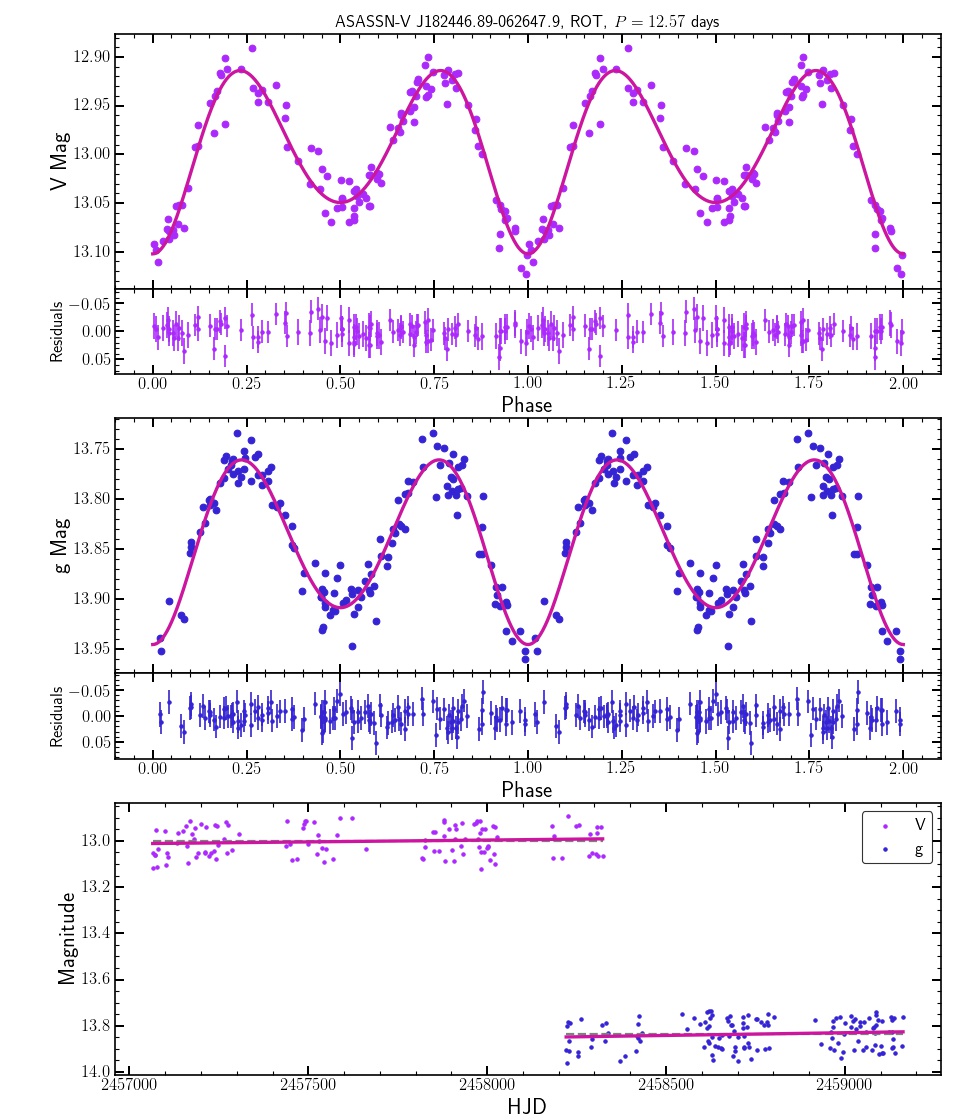 ASASSN-V J182446.89-062647.9, ROT, P = 12.57 days
12.90
12.95
13.00
13.05
13.10
V Mag
−0.05
0.00
0.05
Residuals
0.00 0.25 0.50 0.75 1.00 1.25 1.50 1.75 2.00
Phase
13.75
13.80
13.85
13.90
13.95
g Mag
−0.05
0.00
0.05
Residuals
0.00 0.25 0.50 0.75 1.00 1.25 1.50 1.75 2.00
Phase
V
g
13.0
13.2
13.4
13.6
13.8
14.0
Magnitude
2457000 2457500 2458000 2458500 2459000
HJD